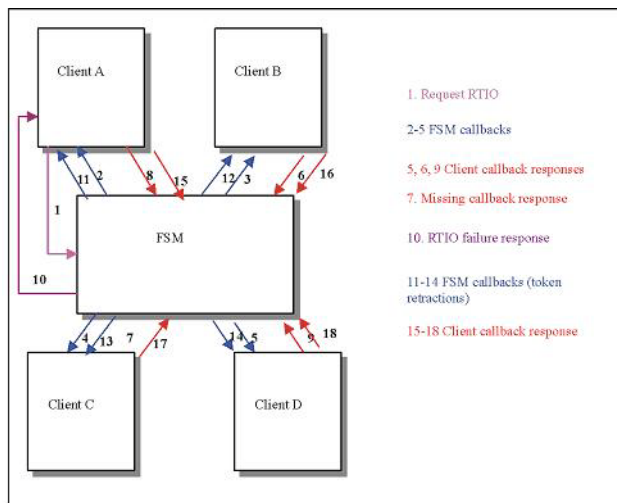 Client A
Client B
1. Request RTIO
2-5 FSM callbacks
11
2
8
15
12
3
6
16
5, 6, 9 Client callback responses
7. Missing callback response
1
FSM
10. RTIO failure response
10
11-14 FSM callbacks (token
retractions)
4
13
7
17
14
5
9
18
15-18 Client callback response
Client C
Client D